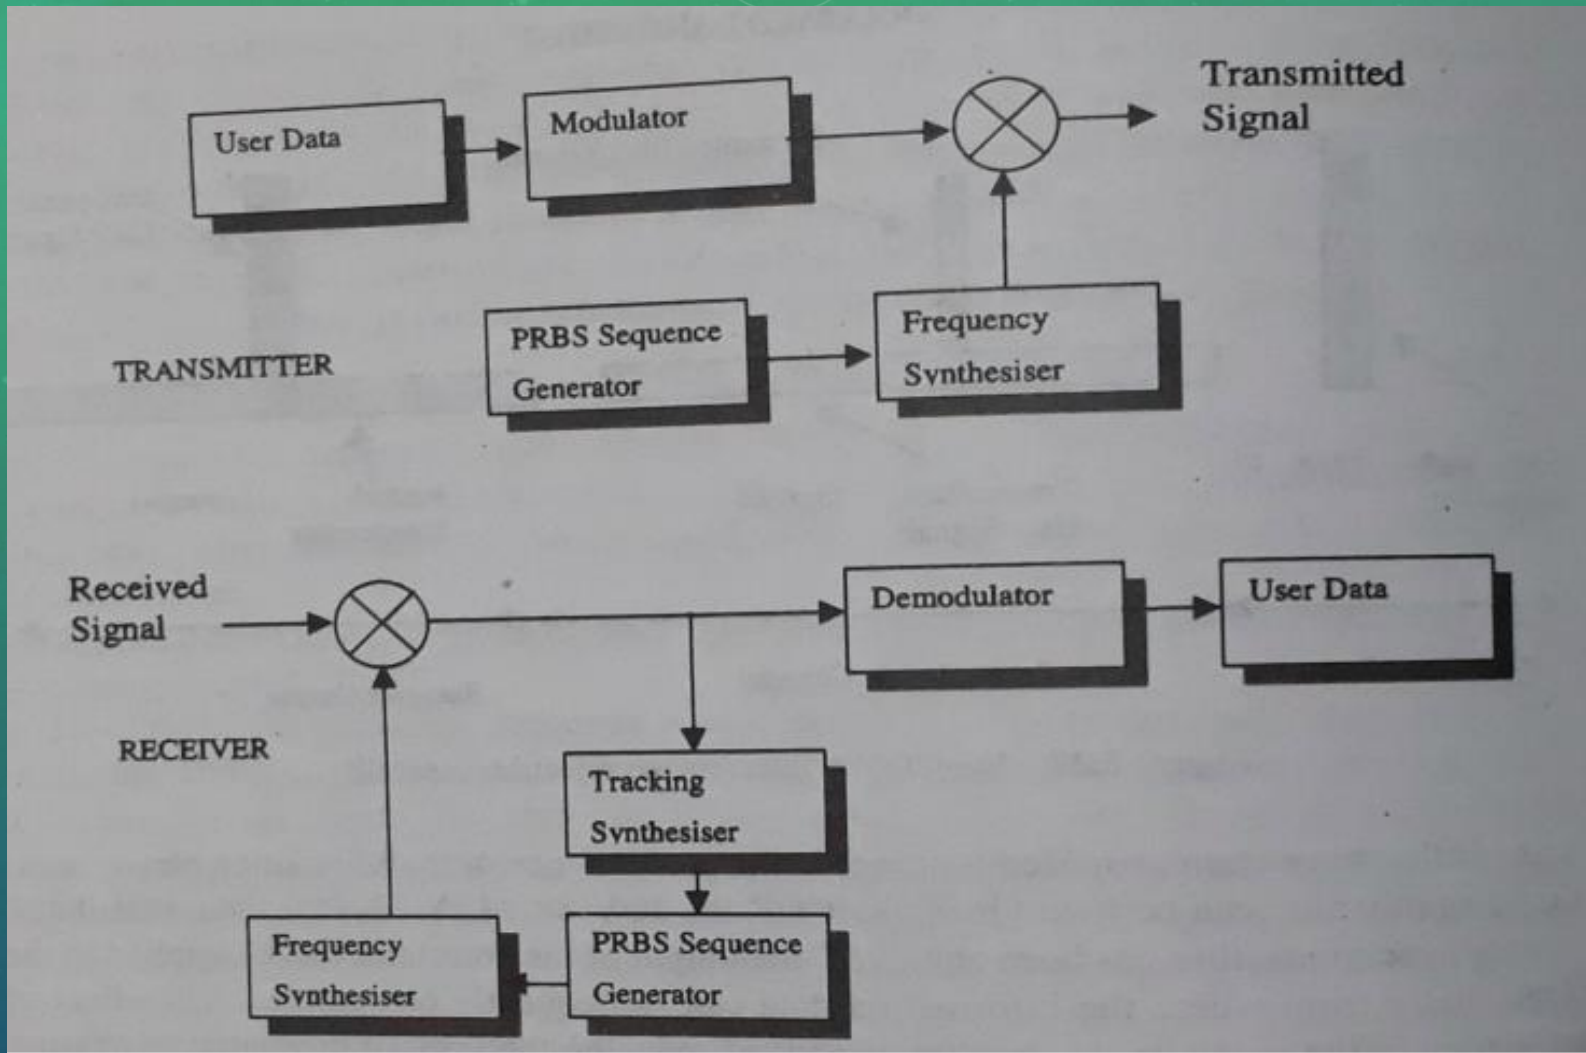 Transmitted
Signal
User Data
Modulator
PRBS Sequence
Generator
Frequency
Synthesiser
TRANSMITTER
Received
Signal
Demodulator
User Data
RECEIVER
Tracking
Synthesiser
Frequency
Synthesiser
PRBS Sequence
Generator